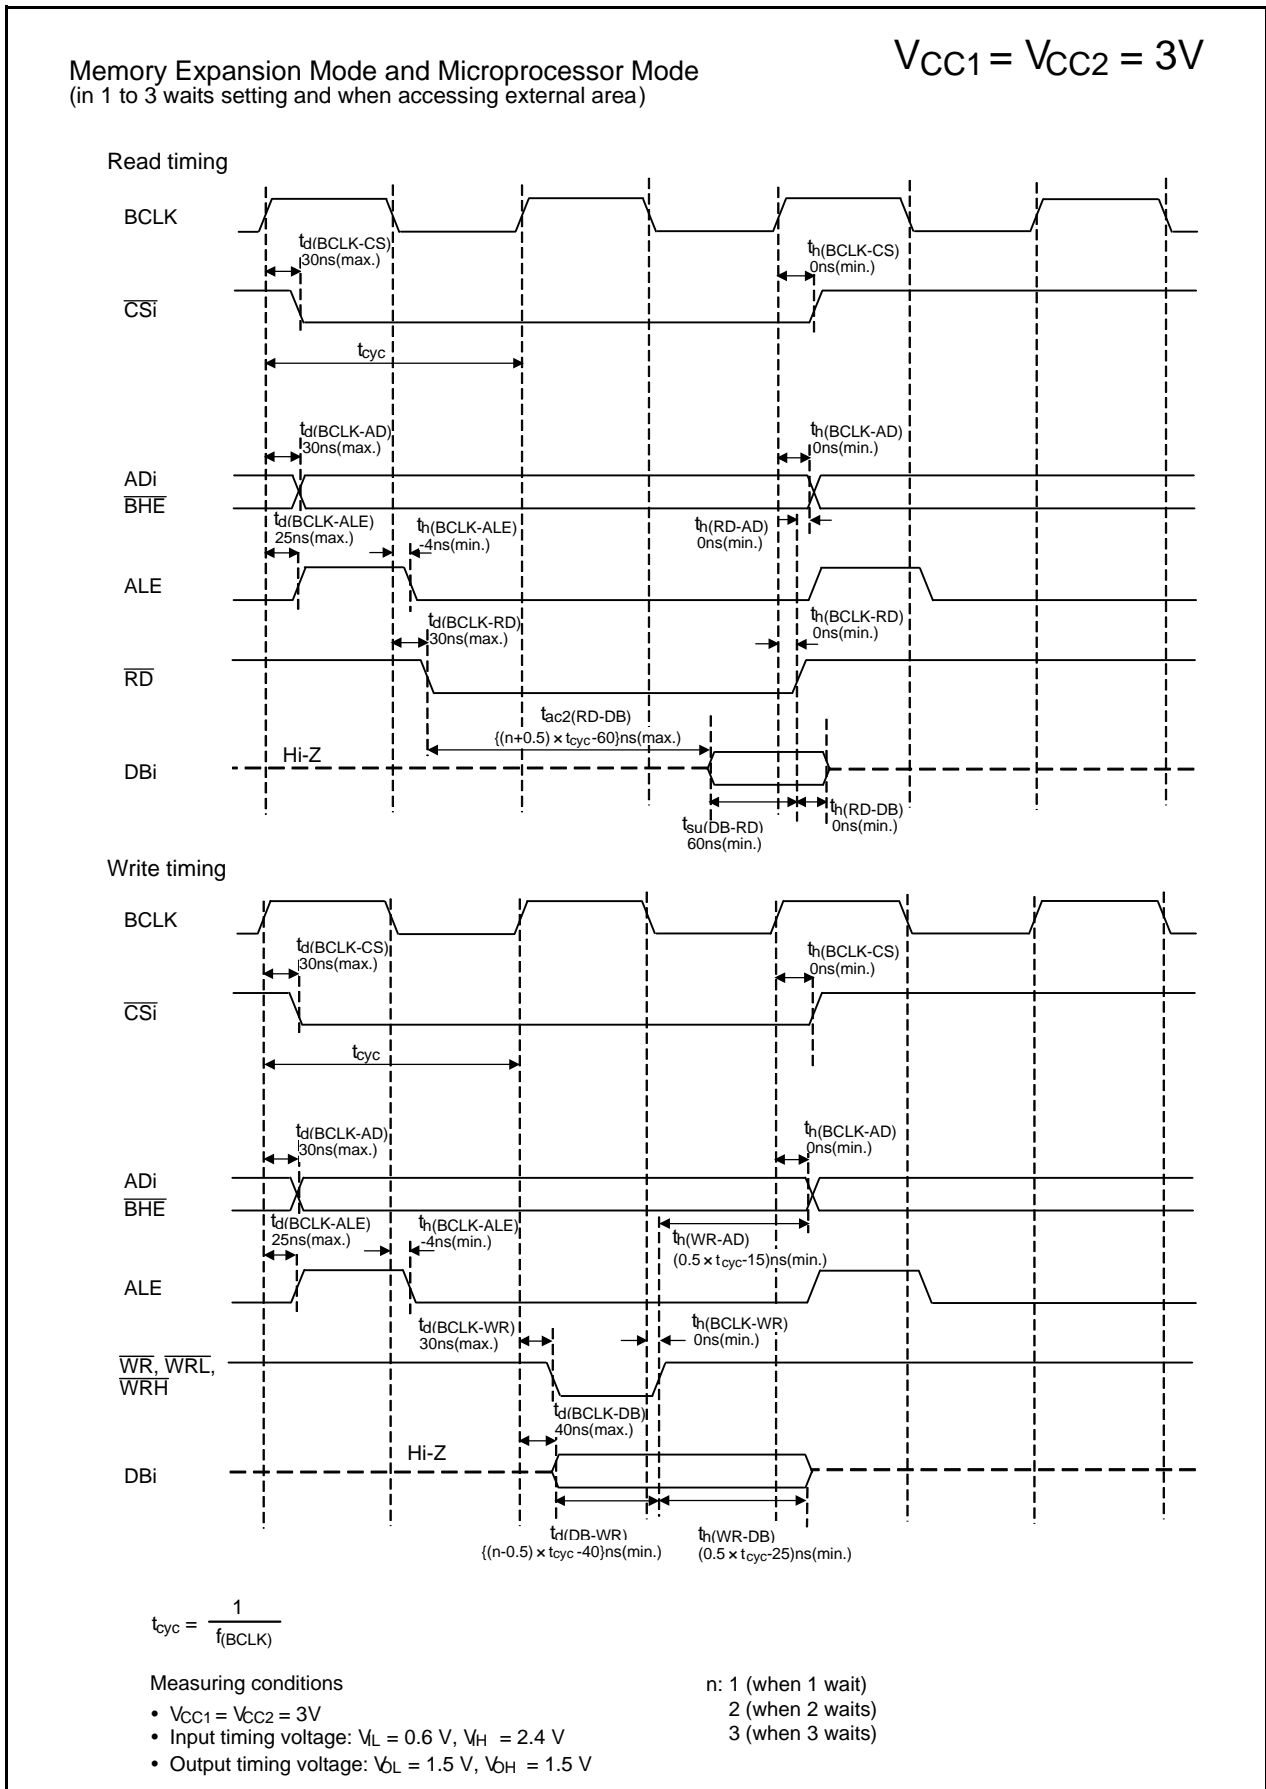 VCC1 = VCC2 = 3V
Memory Expansion Mode and Microprocessor Mode
(in 1 to 3 waits setting and when accessing external area)
Read timing
BCLK
td(BCLK-CS)
30ns(max.)
th(BCLK-CS)
0ns(min.)
CSi
tcyc
td(BCLK-AD)
30ns(max.)
th(BCLK-AD)
0ns(min.)
ADi
BHE
td(BCLK-ALE)
25ns(max.)
th(BCLK-ALE)
-4ns(min.)
th(RD-AD)
0ns(min.)
ALE
td(BCLK-RD)
30ns(max.)
th(BCLK-RD)
0ns(min.)
RD
tac2(RD-DB)
{(n+0.5) × tcyc-60}ns(max.)
Hi-Z
DBi
tsu(DB-RD)
60ns(min.)
th(RD-DB)
0ns(min.)
Write timing
BCLK
td(BCLK-CS)
30ns(max.)
th(BCLK-CS)
0ns(min.)
CSi
tcyc
td(BCLK-AD)
30ns(max.)
th(BCLK-AD)
0ns(min.)
ADi
BHE
td(BCLK-ALE)
25ns(max.)
th(BCLK-ALE)
-4ns(min.)
th(WR-AD)
(0.5 × tcyc-15)ns(min.)
ALE
td(BCLK-WR)
30ns(max.)
th(BCLK-WR)
0ns(min.)
WR, WRL,
WRH
td(BCLK-DB)
40ns(max.)
Hi-Z
DBi
td(DB-WR)
{(n-0.5) × tcyc -40}ns(min.)
th(WR-DB)
(0.5 × tcyc-25)ns(min.)
tcyc = 1
f(BCLK)
Measuring conditions
• VCC1 = VCC2 = 3V
• Input timing voltage: VIL = 0.6 V, VIH = 2.4 V
• Output timing voltage: VOL = 1.5 V, VOH = 1.5 V
n: 1 (when 1 wait)
2 (when 2 waits)
3 (when 3 waits)